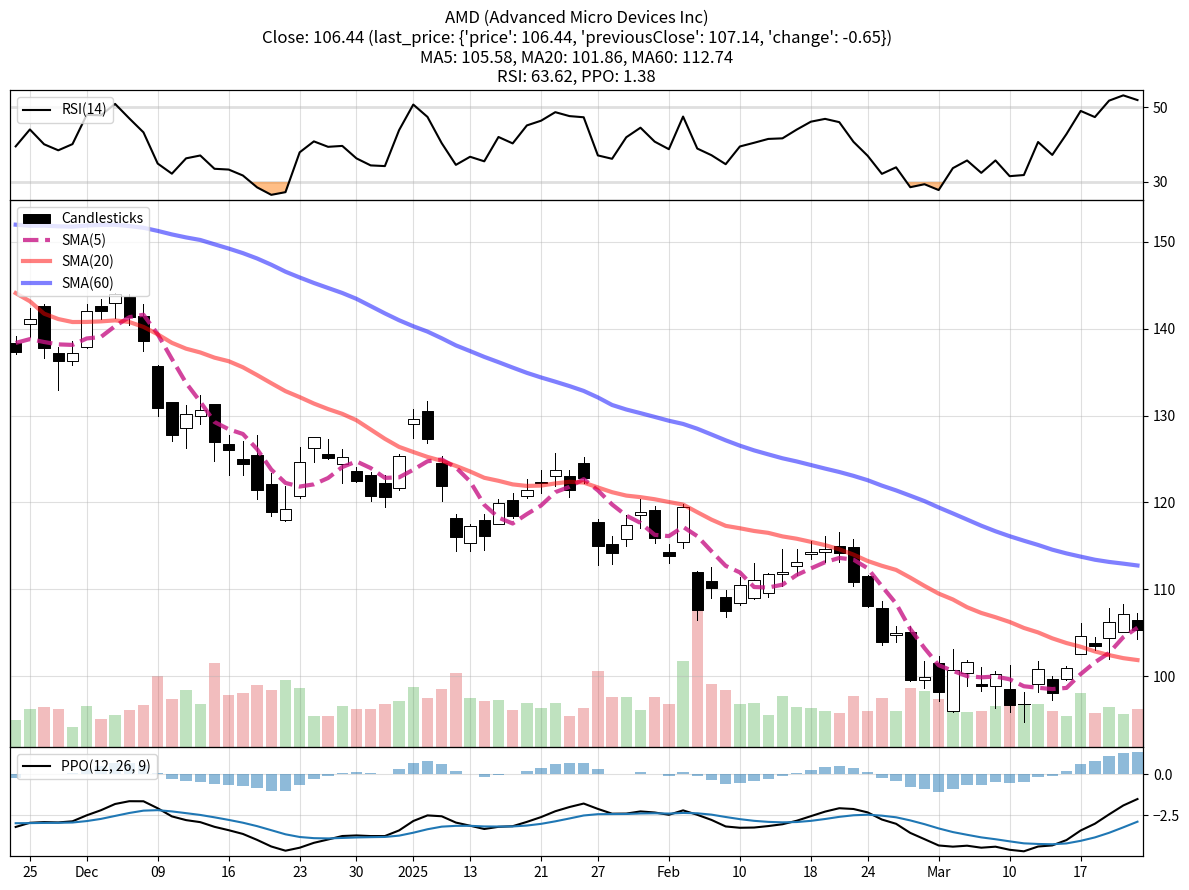 AMD (Advanced Micro Devices Inc)
Close: 106.44 (last_price: {'price': 106.44, 'previousClose': 107.14, 'change': -0.65})
MA5: 105.58, MA20: 101.86, MA60: 112.74
RSI: 63.62, PPO: 1.38
RSI(14)
50
30
Candlesticks
SMA(5)
SMA(20)
SMA(60)
150
140
130
120
110
100
PPO(12, 26, 9)
0.0
−2.5
25 Dec 09 16 23 30 2025 13 21 27 Feb 10 18 24 Mar 10 17